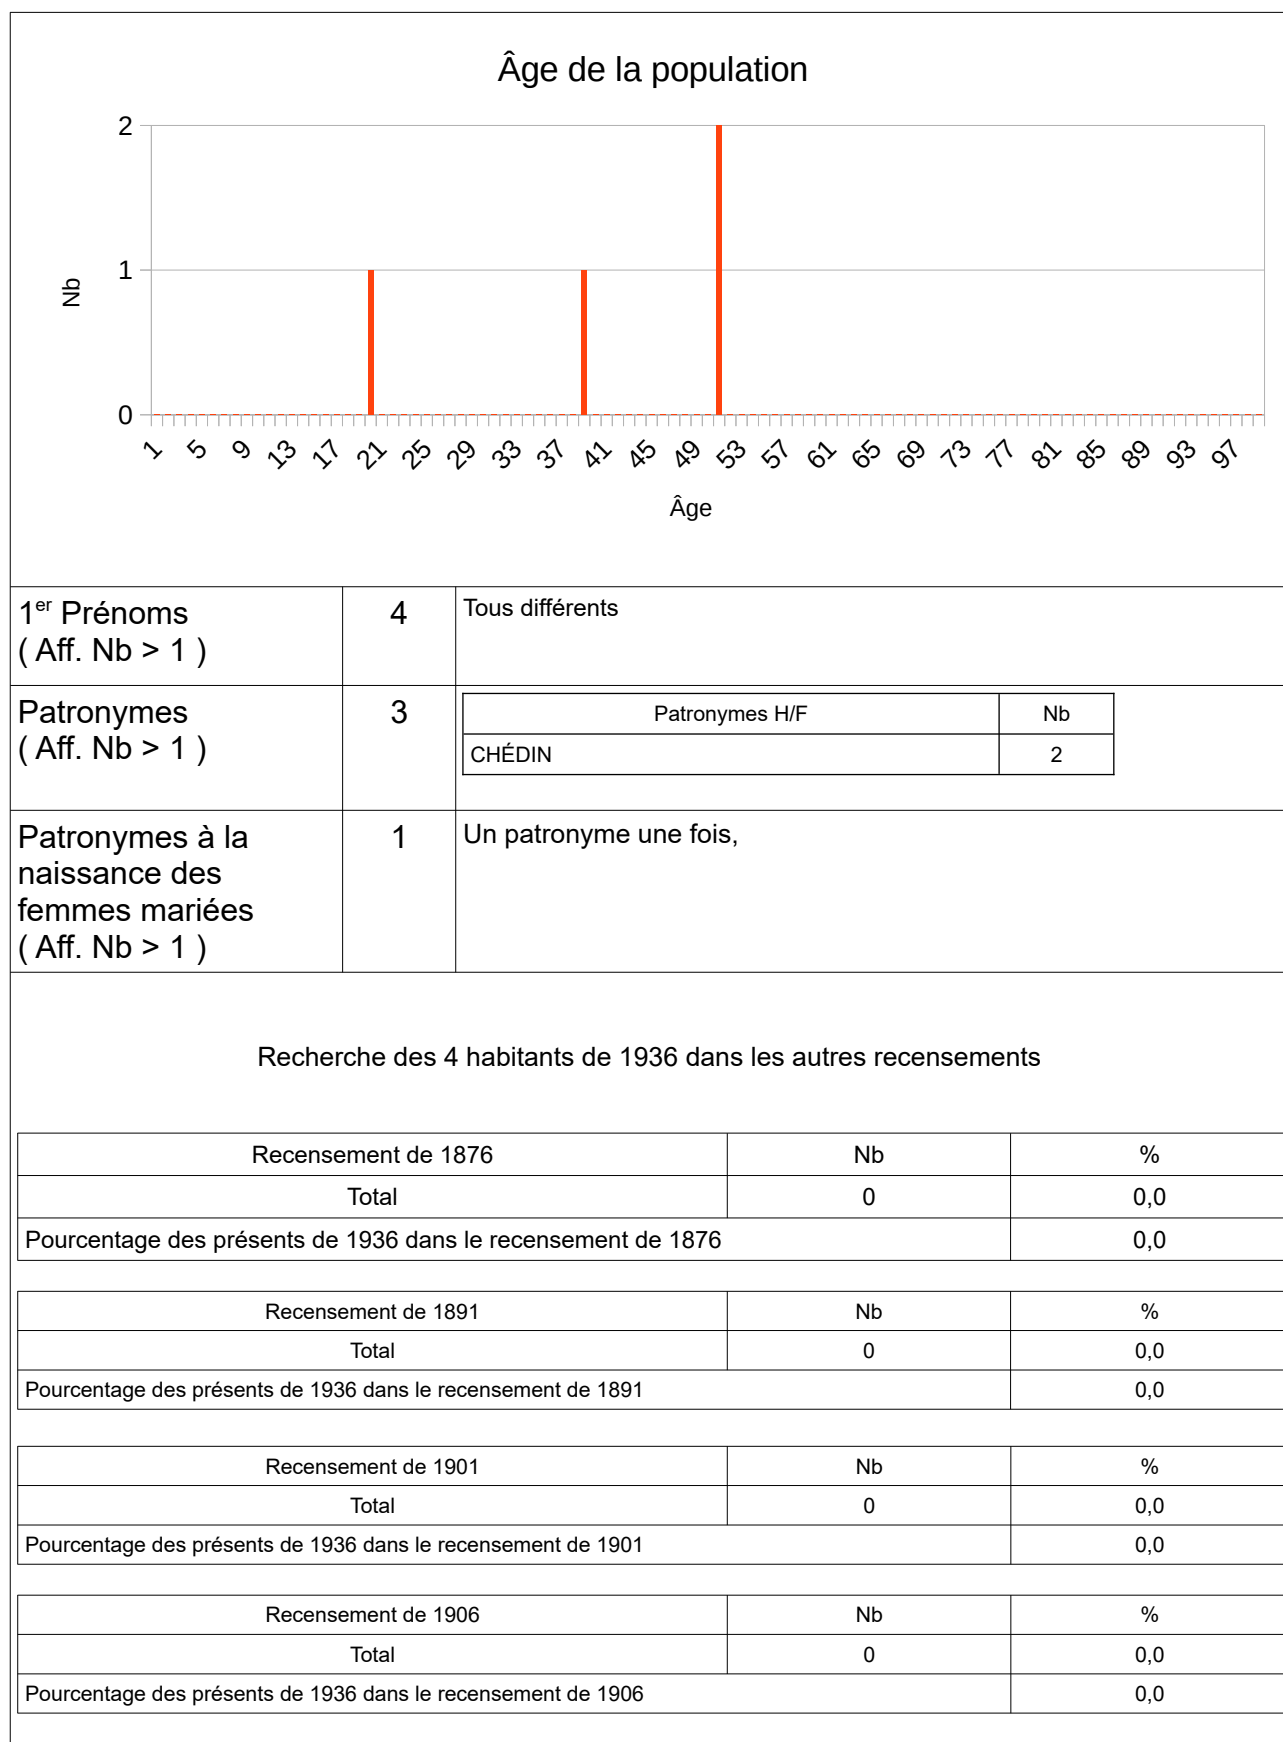 Âge de la population
2
1
0
Nb
1 5 9 13 17 21 25 29 33 37 41 45 49 53 57 61 65 69 73 77 81 85 89 93 97
Âge
1er Prénoms
( Aff. Nb > 1 )
4
Tous différents
Patronymes
( Aff. Nb > 1 )
3
Patronymes H/F Nb
CHÉDIN 2
Patronymes à la
naissance des
femmes mariées
( Aff. Nb > 1 )
1
Un patronyme une fois,
Recherche des 4 habitants de 1936 dans les autres recensements
Recensement de 1876 Nb %
Total 0 0,0
Pourcentage des présents de 1936 dans le recensement de 1876 0,0
Recensement de 1891 Nb %
Total 0 0,0
Pourcentage des présents de 1936 dans le recensement de 1891 0,0
Recensement de 1901 Nb %
Total 0 0,0
Pourcentage des présents de 1936 dans le recensement de 1901 0,0
Recensement de 1906 Nb %
Total 0 0,0
Pourcentage des présents de 1936 dans le recensement de 1906 0,0